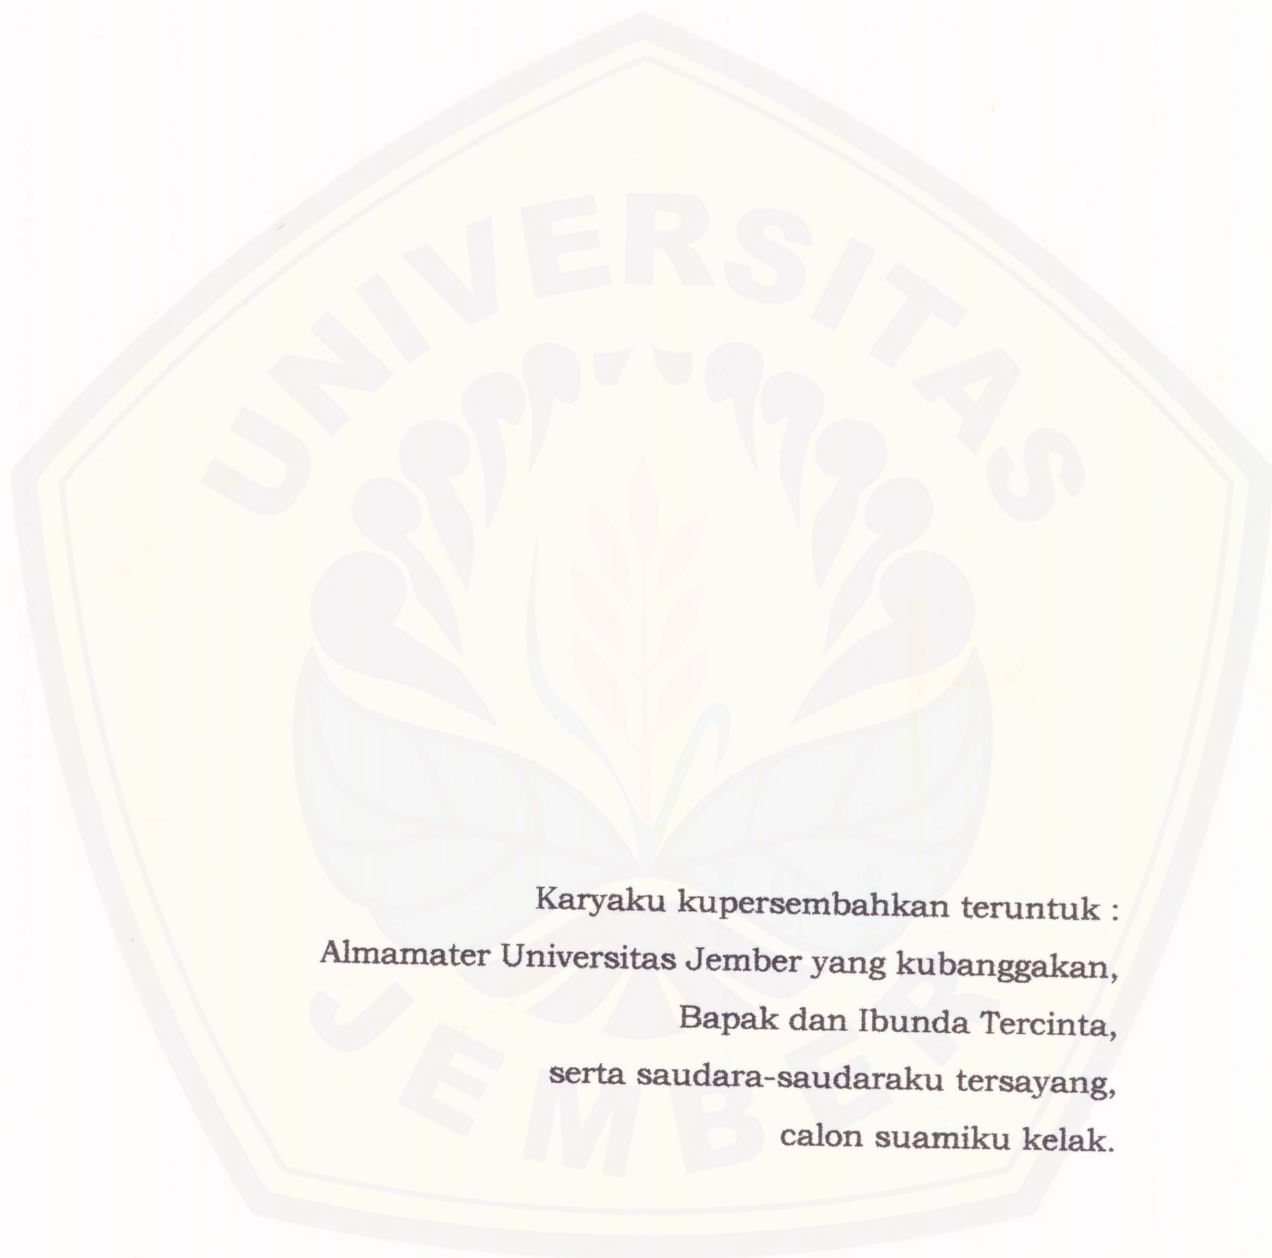 UNIVERSITAS
Karyaku kupersembahkan teruntuk :
Almamater Universitas Jember yang kubanggakan,
Bapak dan Ibunda Tercinta,
serta saudara-saudaraku tersayang,
calon suamiku kelak.
JEMBER